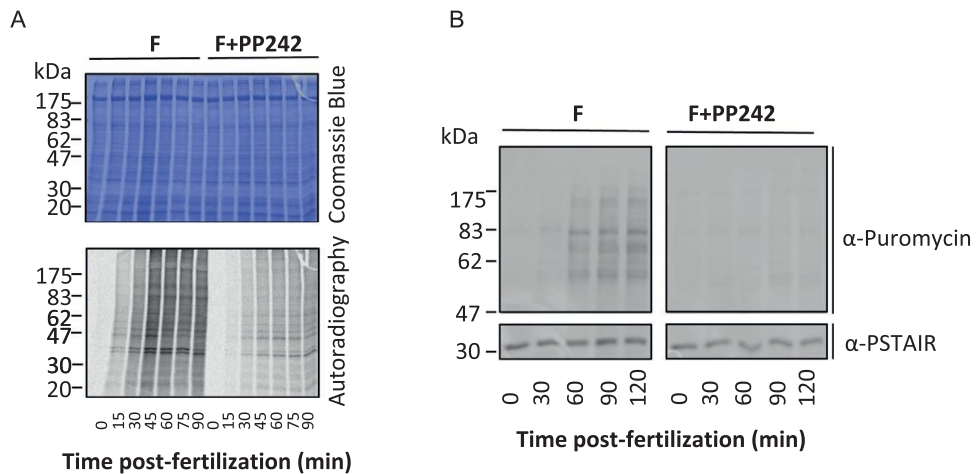 A
F F+PP242
kDa
175
83
62
47
30
20
Coomassie Blue
175
83
62
47
30
20
Autoradiography
0 15 30 45 60 75 90 0 15 30 45 60 75 90
Time post-fertilization (min)
B
F F+PP242
kDa
175
83
62
47
α-Puromycin
30
α-PSTAIR
0 30 60 90 120 0 30 60 90 120
Time post-fertilization (min)